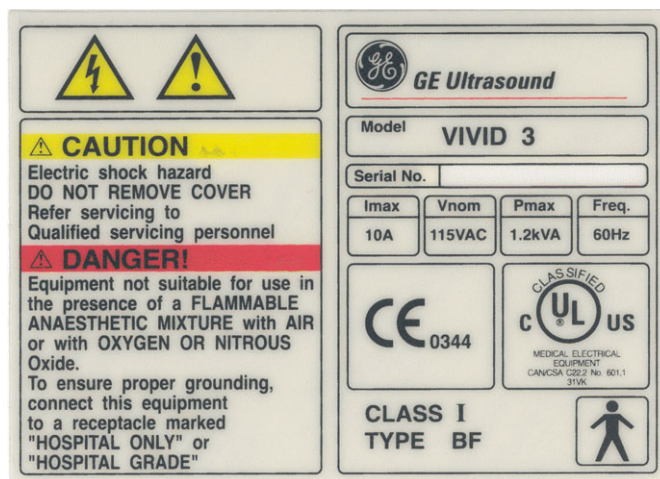 CAUTION
Electric shock hazard
DO NOT REMOVE COVER
Refer servicing to
Qualified servicing personnel
DANGER!
Equipment not suitable for use in
the presence of a FLAMMABLE
ANAESTHETIC MIXTURE with AIR
or with OXYGEN OR NITROUS
Oxide.
To ensure proper grounding,
connect this equipment
to a receptacle marked
"HOSPITAL ONLY" or
"HOSPITAL GRADE"
GE
GE Ultrasound
Model VIVID 3
Serial No.
Imax Vnom Pmax Freq.
10A 115VAC 1.2kVA 60Hz
CE 0344
CLASSIFIED
C UL ® US
MEDICAL ELECTRICAL
EQUIPMENT
CAN/CSA C22.2 No. 601.1
31VK
CLASS I
TYPE BF